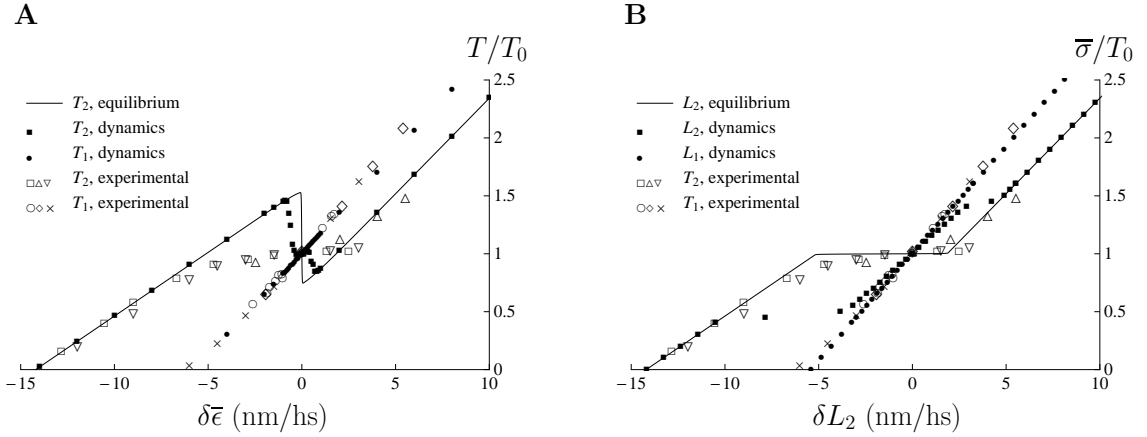 A
T/T₀
T₂, equilibrium
T₂, dynamics
T₁, dynamics
T₂, experimental
T₁, experimental
2.5
2
1.5
1
0.5
0
−15 −10 −5 0 5 10
δϵ̅ (nm/hs)
B
σ̅/T₀
L₂, equilibrium
L₂, dynamics
L₁, dynamics
T₂, experimental
T₁, experimental
2.5
2
1.5
1
0.5
0
−15 −10 −5 0 5 10
δL₂ (nm/hs)